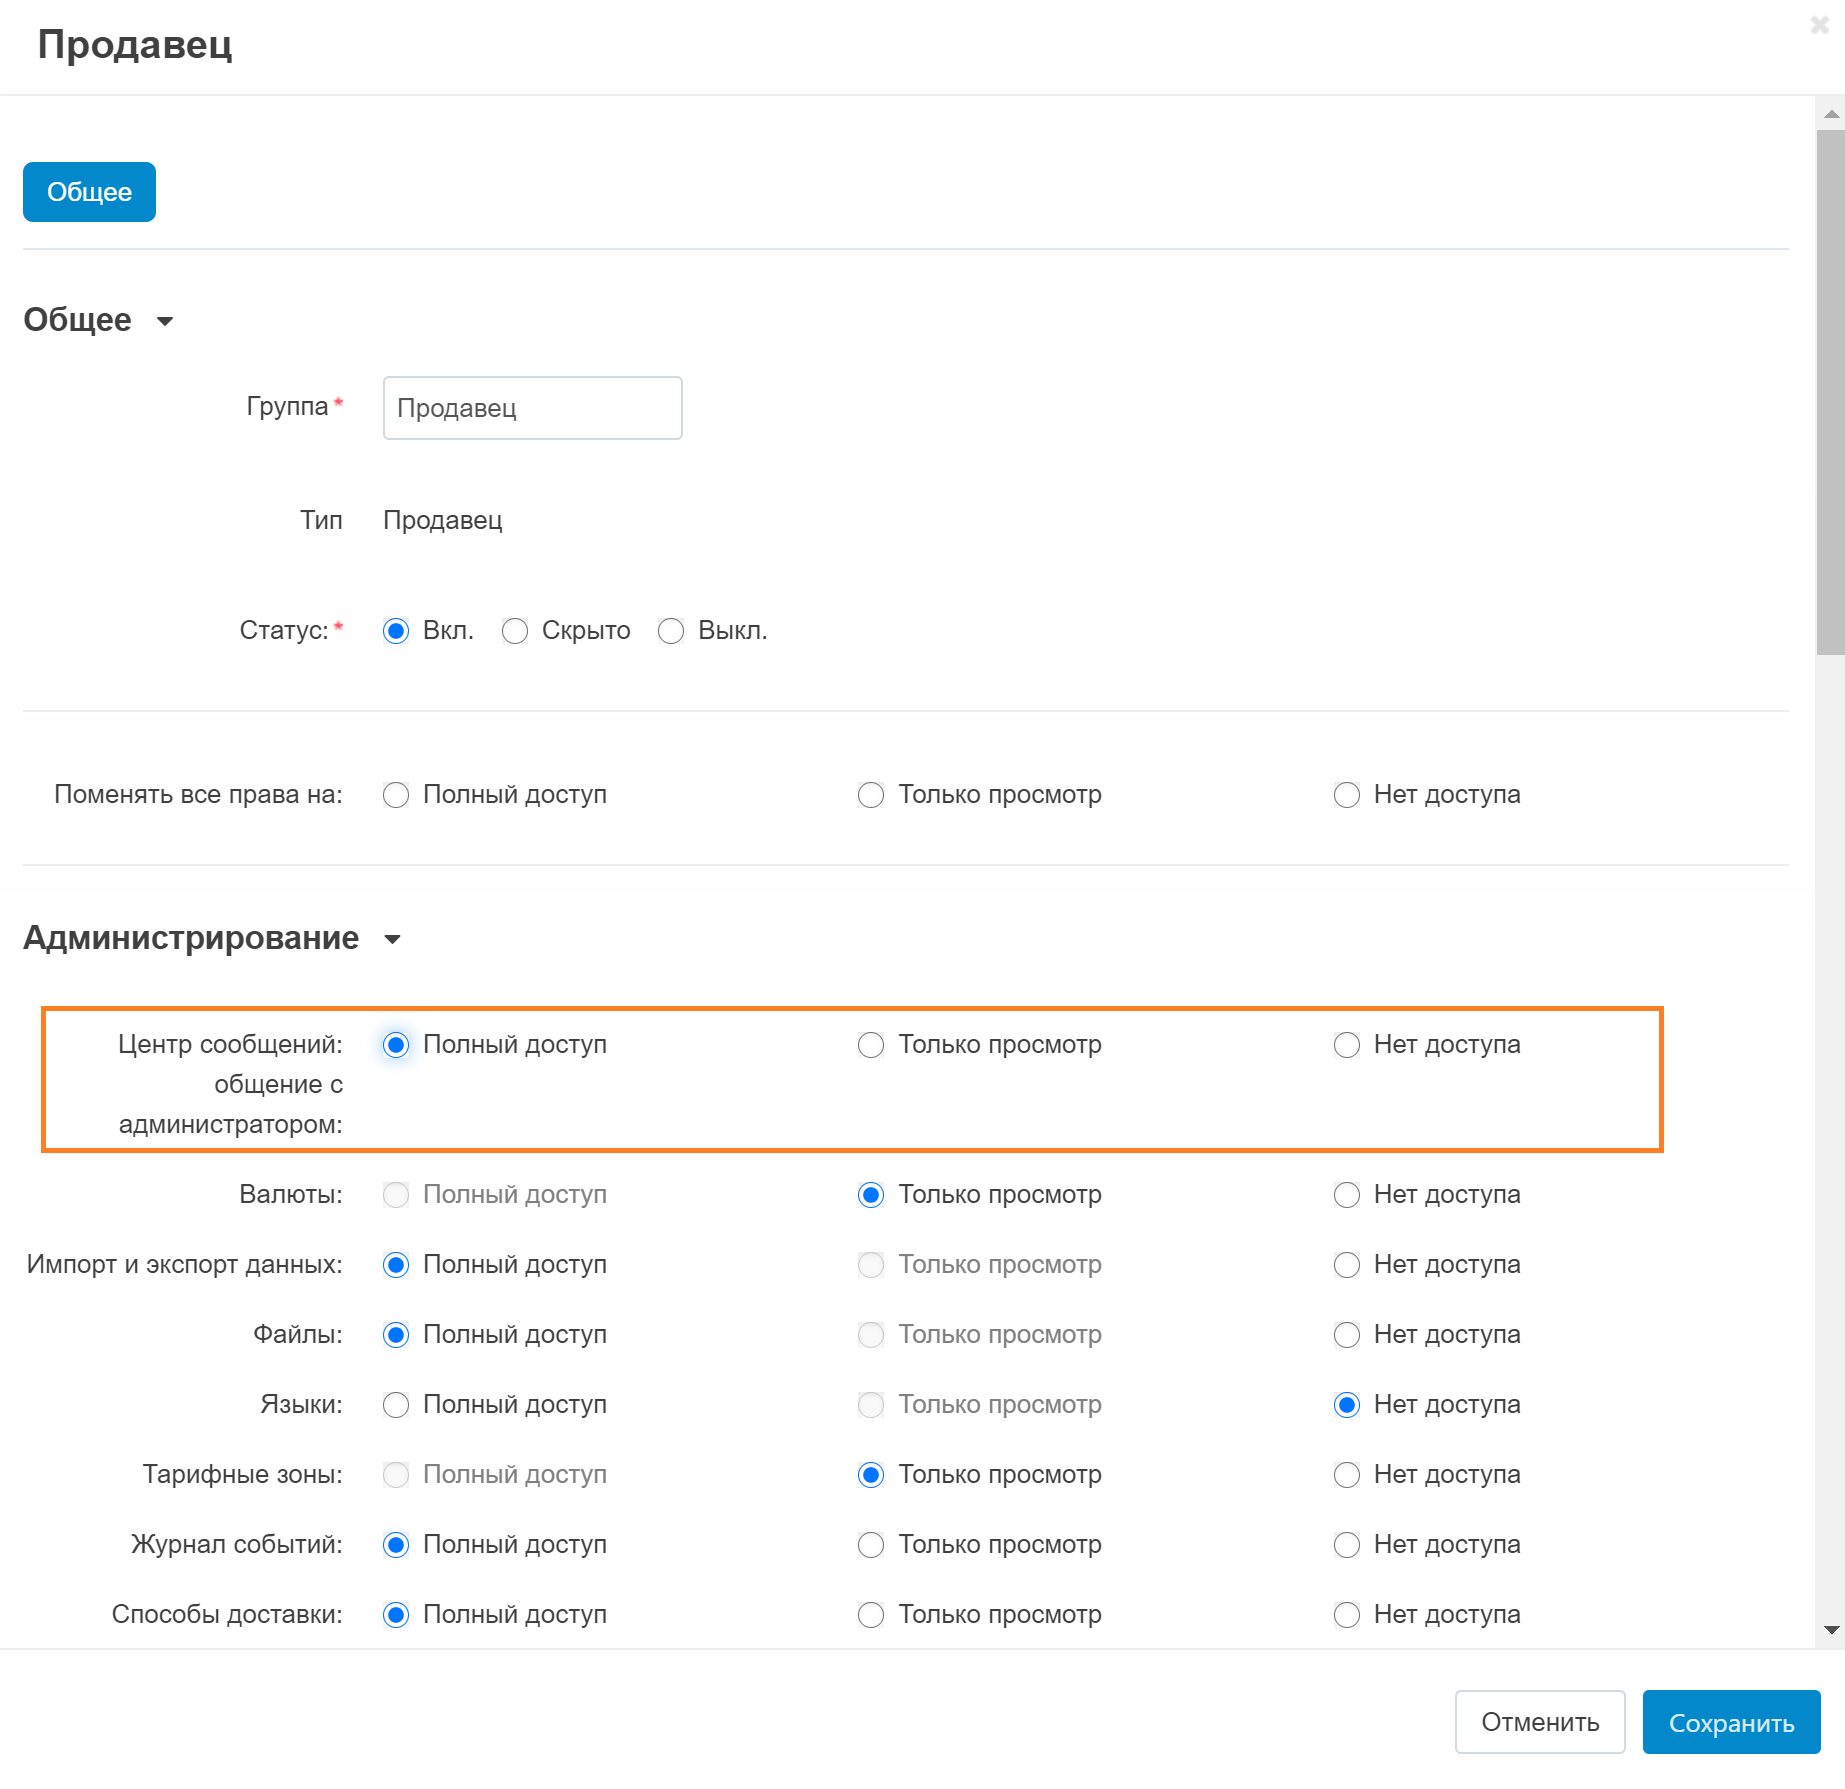 Продавец
Общее
Общее
Группа* Продавец
Тип Продавец
Статус:* Вкл. Скрыто Выкл.
Поменять все права на: Полный доступ Только просмотр Нет доступа
Администрирование
Центр сообщений: Полный доступ Только просмотр Нет доступа
общение с
администратором:
Валюты: Полный доступ Только просмотр Нет доступа
Импорт и экспорт данных: Полный доступ Только просмотр Нет доступа
Файлы: Полный доступ Только просмотр Нет доступа
Языки: Полный доступ Только просмотр Нет доступа
Тарифные зоны: Полный доступ Только просмотр Нет доступа
Журнал событий: Полный доступ Только просмотр Нет доступа
Способы доставки: Полный доступ Только просмотр Нет доступа
Отменить Сохранить